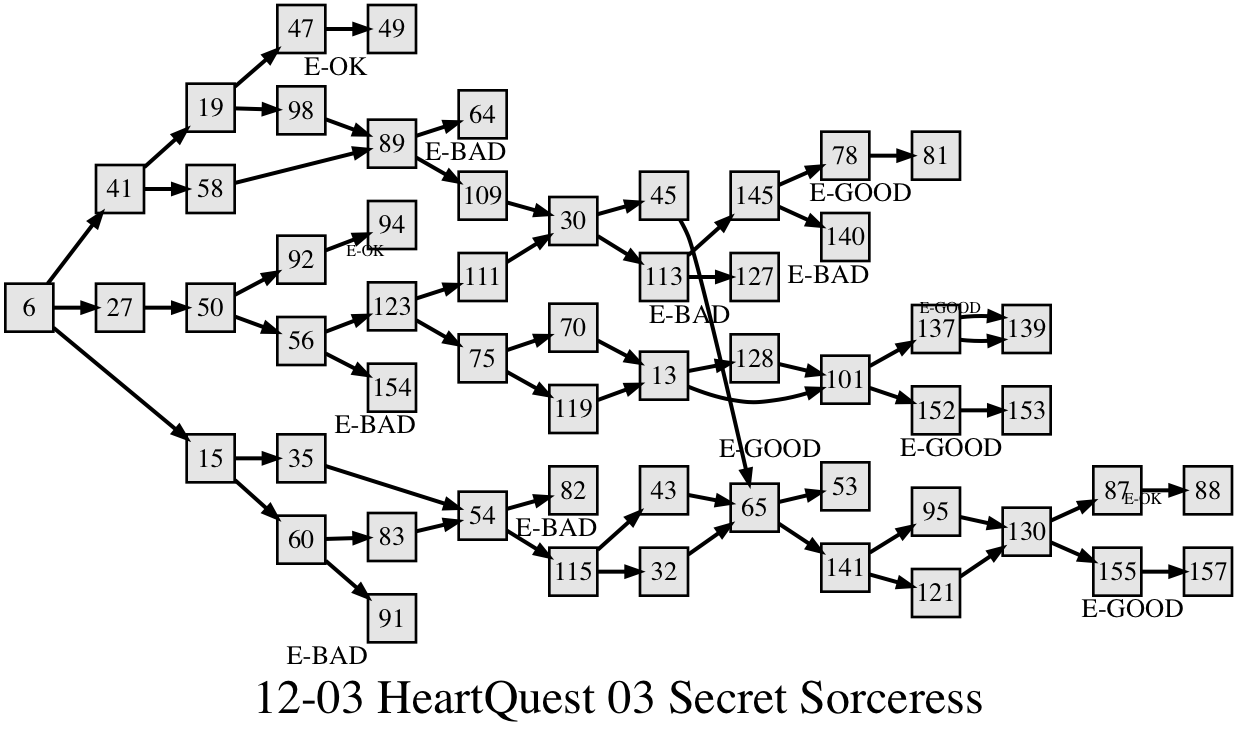 47 49
E-OK
19 98 64
89
E-BAD
41 58
109
45 145 78 81
E-GOOD
30
94
E-OK
92
140
111 113 127
E-BAD
E-BAD
6 27 50 123
E-GOOD
137 139
56 70
75 128
13 101
154 119 152 153
E-BAD
E-GOOD
E-GOOD
15 35
82 43 53 87 88
E-OK
54 65 95
E-BAD
60 83 130
115 32 141 155 157
121
E-GOOD
91
E-BAD
12-03 HeartQuest 03 Secret Sorceress